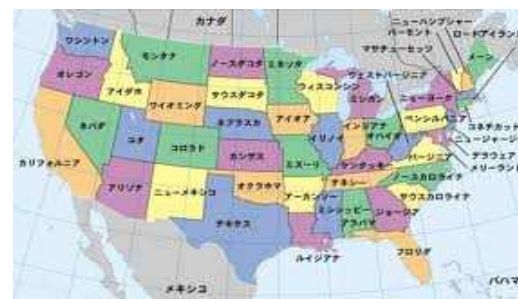 カナダ
ニューハンプシャー
バーモント
ロードアイラン
マサチューセッツ
メーン
ワシントン
モンタナ
ノースダコタ
ミネソタ
ウェストバージニア
オレゴン
アイダホ
サウスダコタ
ウィスコンシン
ミシガン
ニューヨーク
ワイオミング
ペンシルバニア
ネバダ
ネブラスカ
アイオア
イリノイ
インジアナ
オハイオ
コネチカット
ニュージャージ
ユタ
コロラド
カンザス
ミズーリ
ケンタッキー
バージニア
デラウェア
メリーランド
カリフォルニア
ノースカロライナ
アリゾナ
ニューメキシコ
オクラホマ
アーカンソー
テネシー
サウスカロライナ
ミシシッピー
アラバマ
ジョージア
テキサス
ルイジアナ
フロリダ
メキシコ
バハマ